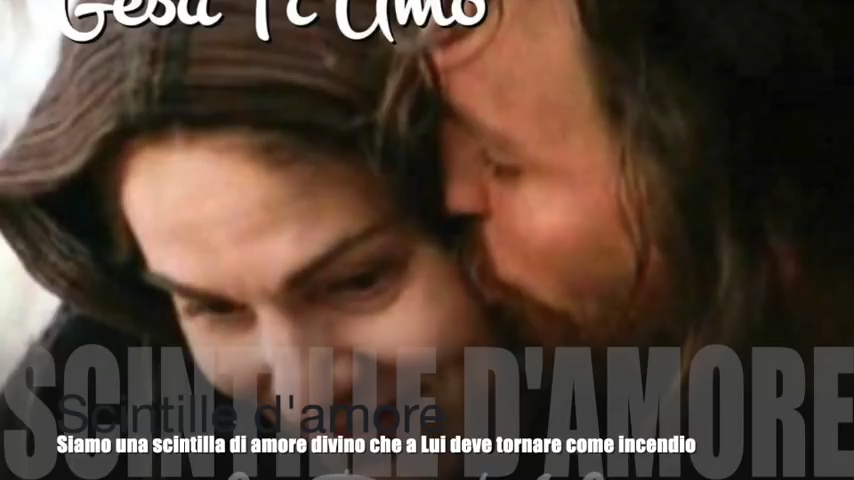 Gesù Ti Amo
SCINTILLE D'AMORE
Scintille d'amore
Siamo una scintilla di amore divino che a Lui deve tornare come incendio